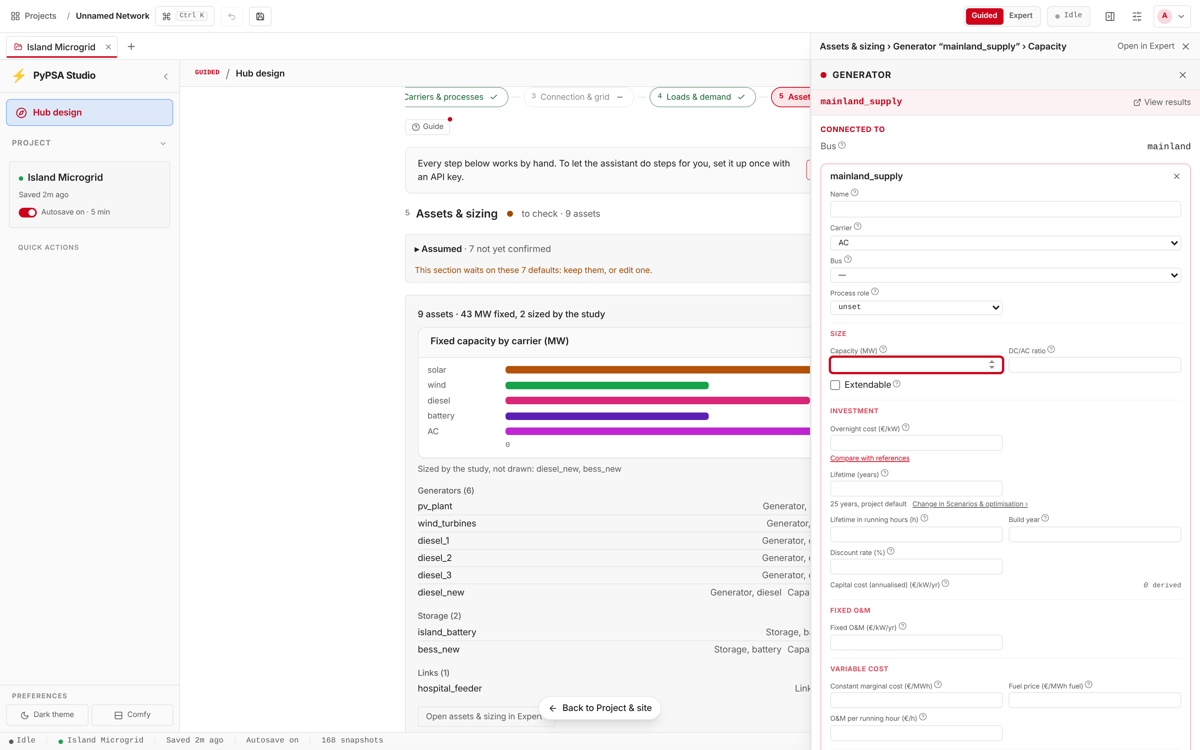 Projects / Unnamed Network Ctrl K
Guided Expert Idle A
Island Microgrid
PyPSA Studio
GUIDED / Hub design
Hub design
PROJECT
Island Microgrid
Saved 2m ago
Autosave on · 5 min
QUICK ACTIONS
PREFERENCES
Dark theme
Comfy
Carriers & processes
3 Connection & grid
4 Loads & demand
5 Asset
Guide
Every step below works by hand. To let the assistant do steps for you, set it up once with
an API key.
5 Assets & sizing to check · 9 assets
Assumed · 7 not yet confirmed
This section waits on these 7 defaults: keep them, or edit one.
9 assets · 43 MW fixed, 2 sized by the study
Fixed capacity by carrier (MW)
solar
wind
diesel
battery
AC
0
Sized by the study, not drawn: diesel_new, bess_new
Generators (6)
pv_plant Generator,
wind_turbines Generator,
diesel_1 Generator,
diesel_2 Generator,
diesel_3 Generator,
diesel_new Generator, diesel Capa
Storage (2)
island_battery Storage, b
bess_new Storage, battery Capa
Links (1)
hospital_feeder Link
Open assets & sizing in Expert
← Back to Project & site
Assets & sizing › Generator “mainland_supply” › Capacity Open in Expert
GENERATOR
mainland_supply View results
CONNECTED TO
Bus mainland
mainland_supply
Name
Carrier
AC
Bus
—
Process role
unset
SIZE
Capacity (MW) DC/AC ratio
Extendable
INVESTMENT
Overnight cost (€/kW)
Compare with references
Lifetime (years)
25 years, project default Change in Scenarios & optimisation ›
Lifetime in running hours (h) Build year
Discount rate (%)
Capital cost (annualised) (€/kW/yr) 0 derived
FIXED O&M
Fixed O&M (€/kW/yr)
VARIABLE COST
Constant marginal cost (€/MWh) Fuel price (€/MWh fuel)
O&M per running hour (€/h)
Idle Island Microgrid Saved 2m ago Autosave on 168 snapshots